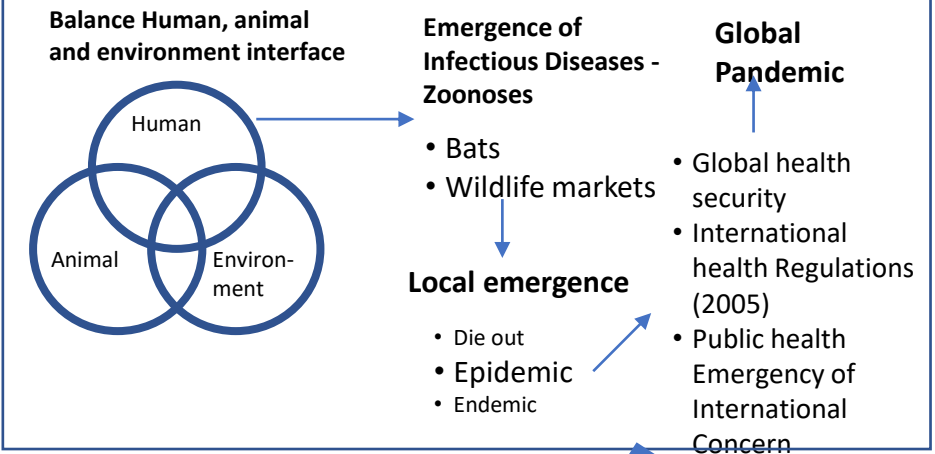 Balance Human, animal
and environment interface
Human
Animal
Environ-
ment
Emergence of
Infectious Diseases -
Zoonoses
• Bats
• Wildlife markets
Local emergence
• Die out
• Epidemic
• Endemic
Global
Pandemic
• Global health
security
• International
health Regulations
(2005)
• Public health
Emergency of
International
Concern